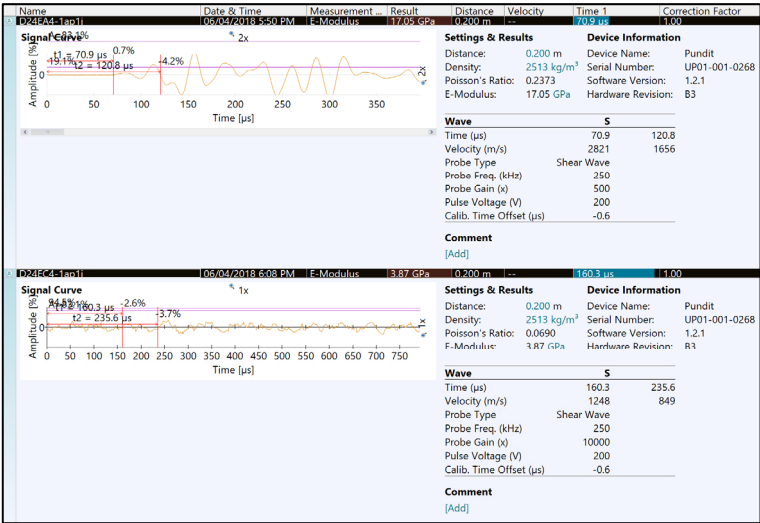 Name Date & Time Measurement ... Result Distance Velocity Time 1 Correction Factor
D24EA4-1ap1j 06/04/2018 5:50 PM E-Modulus 17.05 GPa 0.200 m -- 70.9 µs 1.00
Signal Curve 2x
A=83.1%
t1 = 70.9 µs 0.7%
-19.1% t2 = 120.8 µs -4.2%
Amplitude [%]
0
2x
0 50 100 150 200 250 300 350
Time [µs]
Settings & Results Device Information
Distance: 0.200 m Device Name: Pundit
Density: 2513 kg/m³ Serial Number: UP01-001-0268
Poisson's Ratio: 0.2373 Software Version: 1.2.1
E-Modulus: 17.05 GPa Hardware Revision: B3
Wave S
Time (µs) 70.9 120.8
Velocity (m/s) 2821 1656
Probe Type Shear Wave
Probe Freq. (kHz) 250
Probe Gain (x) 500
Pulse Voltage (V) 200
Calib. Time Offset (µs) -0.6
Comment
[Add]
D24EC4-1ap1j 06/04/2018 6:08 PM E-Modulus 3.87 GPa 0.200 m -- 160.3 µs 1.00
Signal Curve 1x
-2.6%
160.3 µs
t2 = 235.6 µs -3.7%
Amplitude [%]
0
1x
0 50 100 150 200 250 300 350 400 450 500 550 600 650 700 750
Time [µs]
Settings & Results Device Information
Distance: 0.200 m Device Name: Pundit
Density: 2513 kg/m³ Serial Number: UP01-001-0268
Poisson's Ratio: 0.0690 Software Version: 1.2.1
E-Modulus: 3.87 GPa Hardware Revision: B3
Wave S
Time (µs) 160.3 235.6
Velocity (m/s) 1248 849
Probe Type Shear Wave
Probe Freq. (kHz) 250
Probe Gain (x) 10000
Pulse Voltage (V) 200
Calib. Time Offset (µs) -0.6
Comment
[Add]